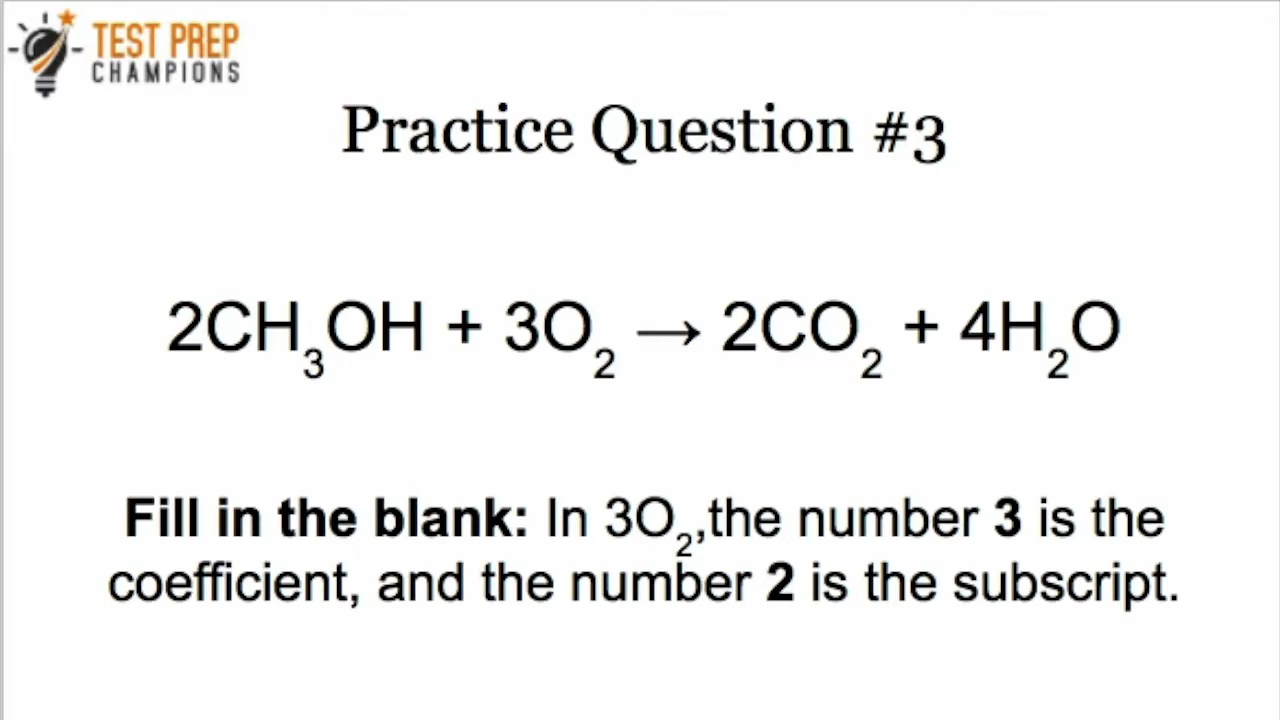 TEST PREP
CHAMPIONS
Practice Question #3
2CH₃OH + 3O₂ → 2CO₂ + 4H₂O
Fill in the blank: In 3O₂,the number 3 is the
coefficient, and the number 2 is the subscript.